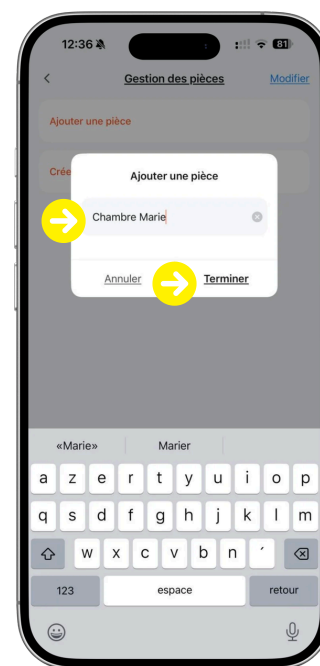 12:36
81
Gestion des pièces
Modifier
Ajouter une pièce
Crée
Ajouter une pièce
Chambre Marie
Annuler
Terminer
«Marie»
Marier
a z e r t y u i o p
q s d f g h j k l m
w x c v b n ´
123
espace
retour